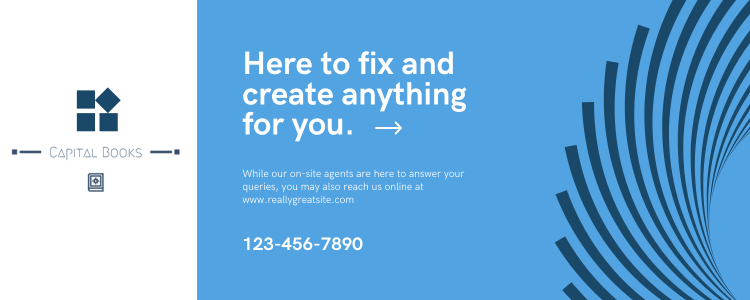 Capital Books
Here to fix and
create anything
for you.
While our on-site agents are here to answer your
queries, you may also reach us online at
www.reallygreatsite.com
123-456-7890